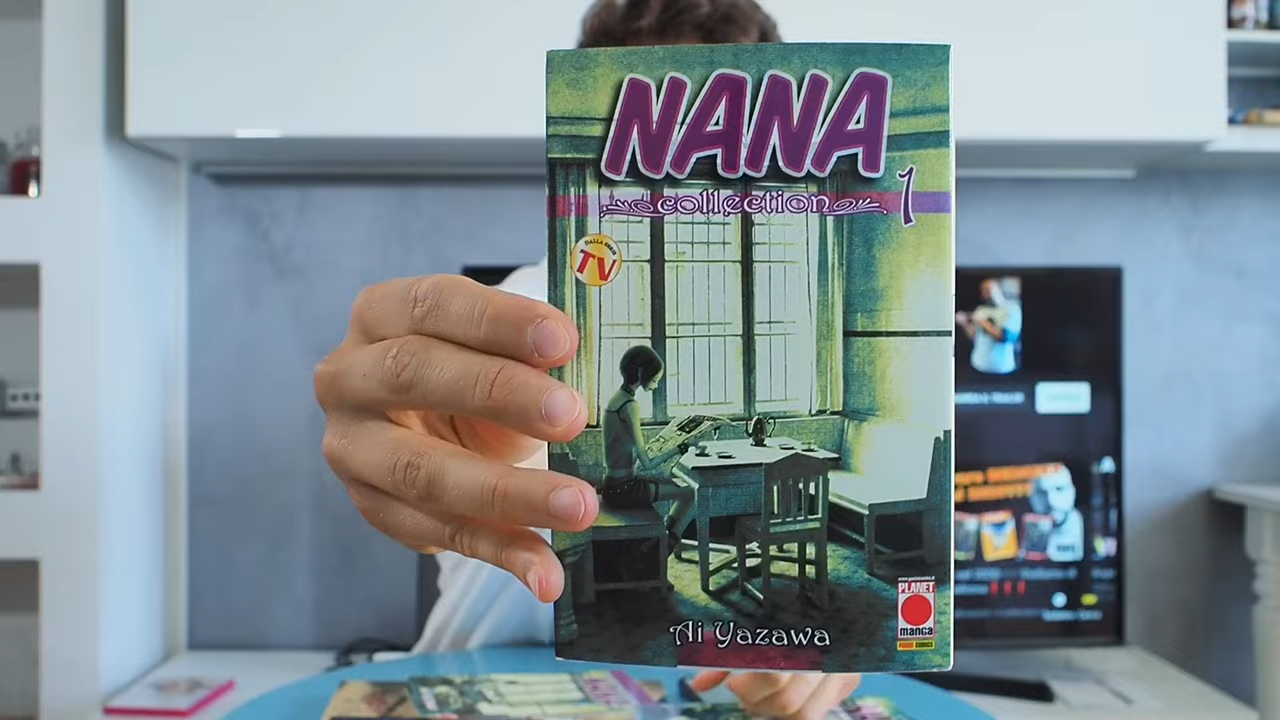 NANA
collection 1
DALLA SERIE
TV
Ai Yazawa
PLANET
manga
PANINI COMICS